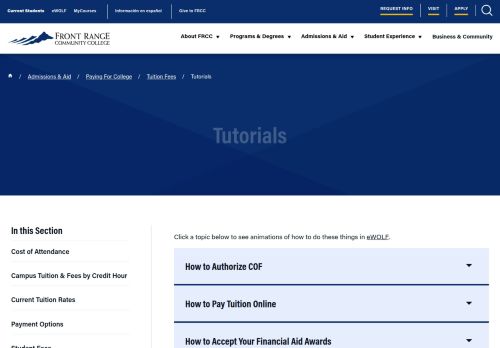 Current Students eWOLF MyCourses Información en español Give to FRCC REQUEST INFO VISIT APPLY
FRONT RANGE
COMMUNITY COLLEGE
About FRCC Programs & Degrees Admissions & Aid Student Experience Business & Community
/ Admissions & Aid / Paying For College / Tuition Fees / Tutorials
Tutorials
In this Section
Cost of Attendance
Campus Tuition & Fees by Credit Hour
Current Tuition Rates
Payment Options
Student Fees
Click a topic below to see animations of how to do these things in eWOLF.
How to Authorize COF
How to Pay Tuition Online
How to Accept Your Financial Aid Awards